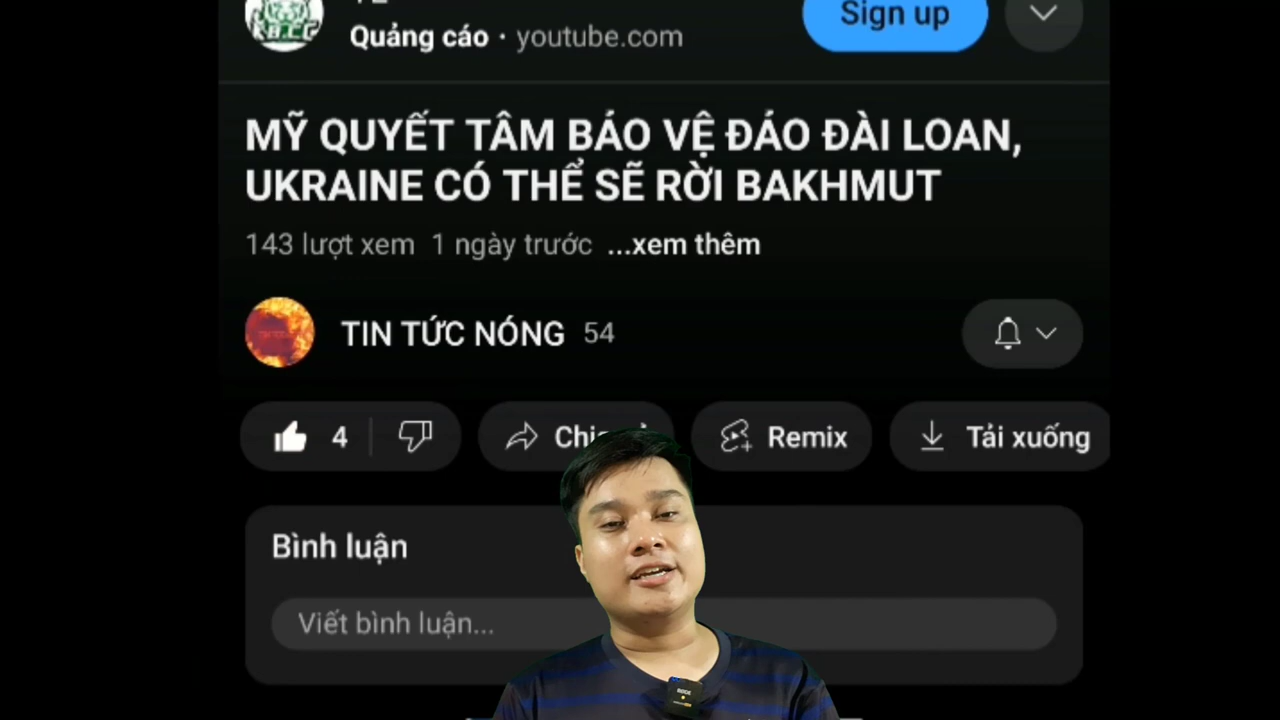 Sign up
Quảng cáo · youtube.com
MỸ QUYẾT TÂM BẢO VỆ ĐẢO ĐÀI LOAN,
UKRAINE CÓ THỂ SẼ RỜI BAKHMUT
143 lượt xem 1 ngày trước ...xem thêm
TIN TỨC NÓNG 54
4 Remix Tải xuống
Bình luận
Viết bình luận...